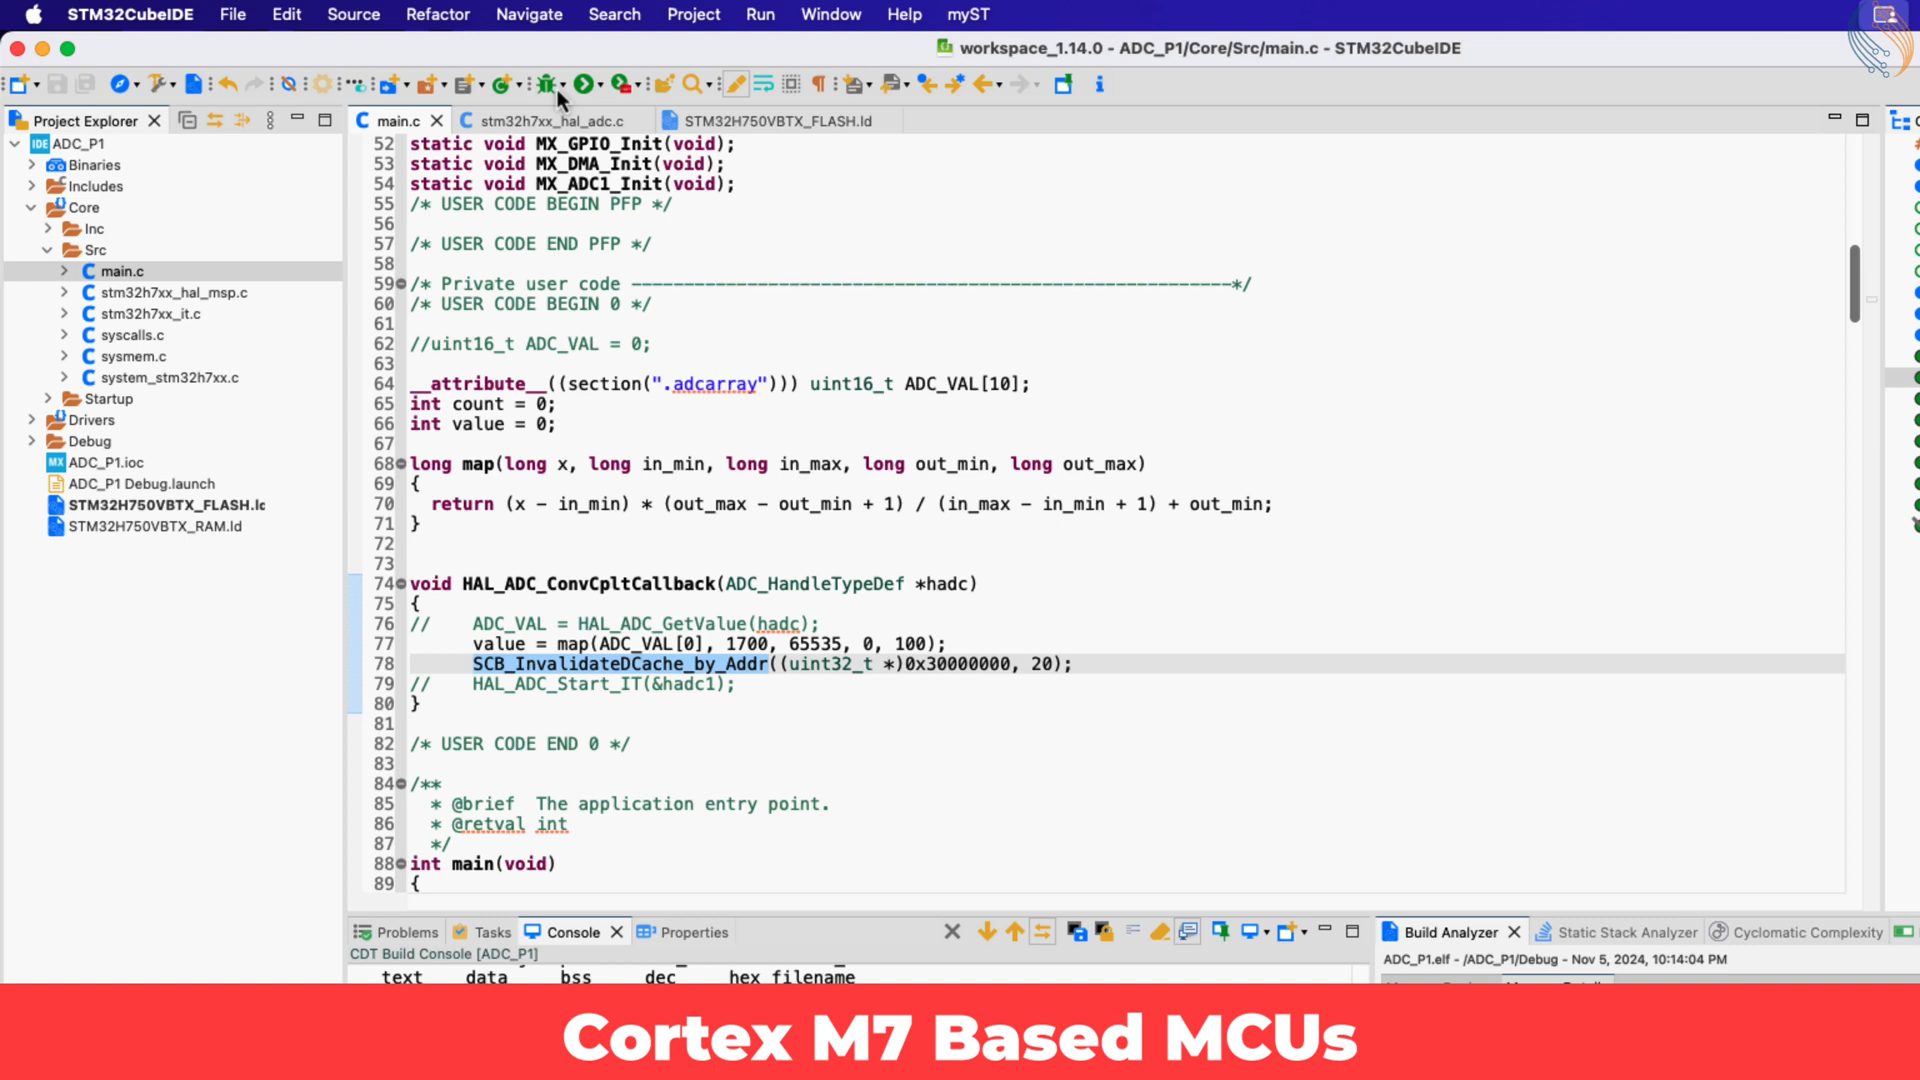 STM32CubeIDE File Edit Source Refactor Navigate Search Project Run Window Help myST
workspace_1.14.0 - ADC_P1/Core/Src/main.c - STM32CubeIDE
Project Explorer
main.c
stm32h7xx_hal_adc.c
STM32H750VBTX_FLASH.ld
IDE ADC_P1
Binaries
Includes
Core
Inc
Src
main.c
stm32h7xx_hal_msp.c
stm32h7xx_it.c
syscalls.c
sysmem.c
system_stm32h7xx.c
Startup
Drivers
Debug
MX ADC_P1.ioc
ADC_P1 Debug.launch
STM32H750VBTX_FLASH.ld
STM32H750VBTX_RAM.ld
52 static void MX_GPIO_Init(void);
53 static void MX_DMA_Init(void);
54 static void MX_ADC1_Init(void);
55 /* USER CODE BEGIN PFP */
56
57 /* USER CODE END PFP */
58
59 /* Private user code ---------------------------------------------------------*/
60 /* USER CODE BEGIN 0 */
61
62 //uint16_t ADC_VAL = 0;
63
64 __attribute__((section(".adcarray"))) uint16_t ADC_VAL[10];
65 int count = 0;
66 int value = 0;
67
68 long map(long x, long in_min, long in_max, long out_min, long out_max)
69 {
70   return (x - in_min) * (out_max - out_min + 1) / (in_max - in_min + 1) + out_min;
71 }
72
73
74 void HAL_ADC_ConvCpltCallback(ADC_HandleTypeDef *hadc)
75 {
76 //    ADC_VAL = HAL_ADC_GetValue(hadc);
77       value = map(ADC_VAL[0], 1700, 65535, 0, 100);
78       SCB_InvalidateDCache_by_Addr((uint32_t *)0x30000000, 20);
79 //    HAL_ADC_Start_IT(&hadc1);
80 }
81
82 /* USER CODE END 0 */
83
84 /**
85   * @brief  The application entry point.
86   * @retval int
87   */
88 int main(void)
89 {
Problems Tasks Console Properties
CDT Build Console [ADC_P1]
text data bss dec hex filename
Build Analyzer Static Stack Analyzer Cyclomatic Complexity
ADC_P1.elf - /ADC_P1/Debug - Nov 5, 2024, 10:14:04 PM
Cortex M7 Based MCUs